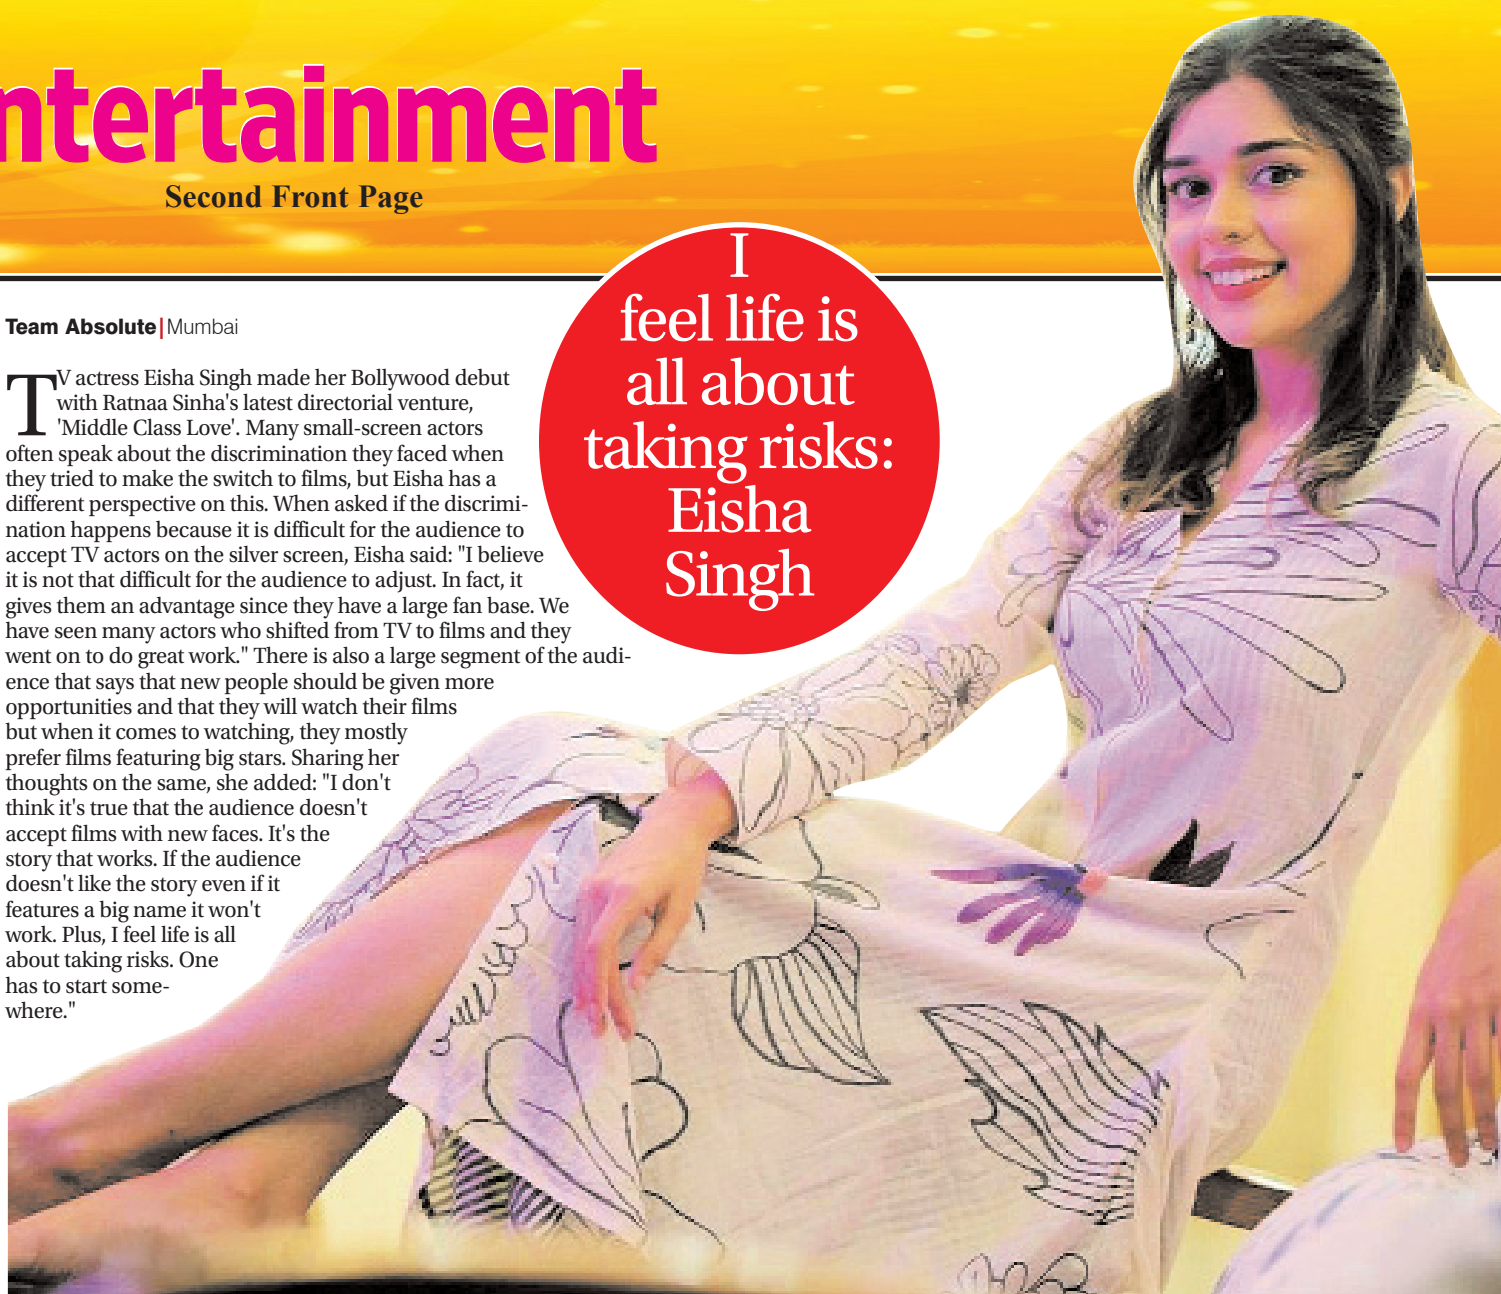 ntertainment
Second Front Page
I
feel life is
all about
taking risks:
Eisha
Singh
Team Absolute|Mumbai
TV actress Eisha Singh made her Bollywood debut
with Ratnaa Sinha's latest directorial venture,
'Middle Class Love'. Many small-screen actors
often speak about the discrimination they faced when
they tried to make the switch to films, but Eisha has a
different perspective on this. When asked if the discrimi-
nation happens because it is difficult for the audience to
accept TV actors on the silver screen, Eisha said: "I believe
it is not that difficult for the audience to adjust. In fact, it
gives them an advantage since they have a large fan base. We
have seen many actors who shifted from TV to films and they
went on to do great work." There is also a large segment of the audi-
ence that says that new people should be given more
opportunities and that they will watch their films
but when it comes to watching, they mostly
prefer films featuring big stars. Sharing her
thoughts on the same, she added: "I don't
think it's true that the audience doesn't
accept films with new faces. It's the
story that works. If the audience
doesn't like the story even if it
features a big name it won't
work. Plus, I feel life is all
about taking risks. One
has to start some-
where."